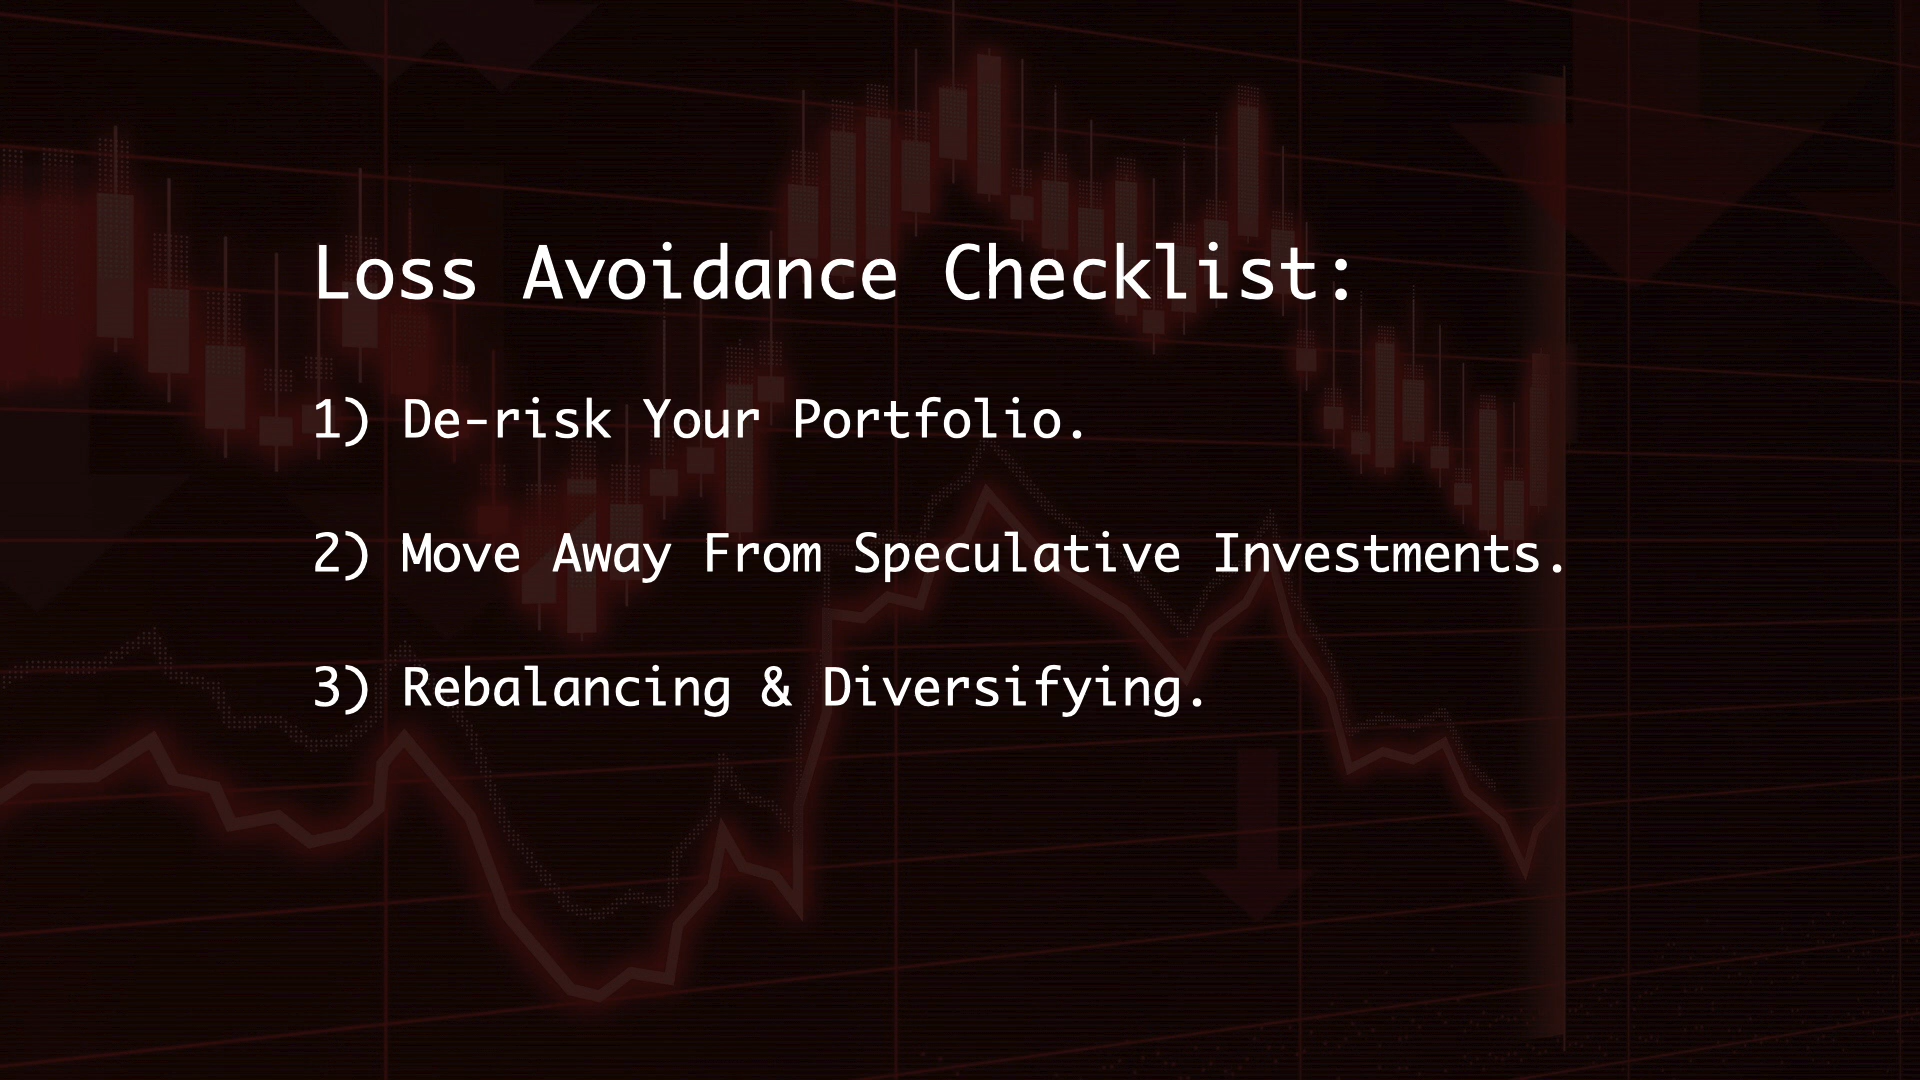 Loss Avoidance Checklist:
1) De-risk Your Portfolio.
2) Move Away From Speculative Investments.
3) Rebalancing & Diversifying.